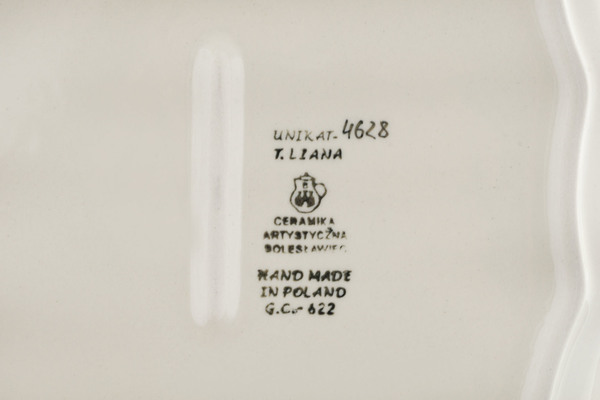 UNIKAT-4628
T. LIANA
CERAMIKA
ARTYSTYCZNA
BOLESŁAWIEC
HAND MADE
IN POLAND
G.C.- 622